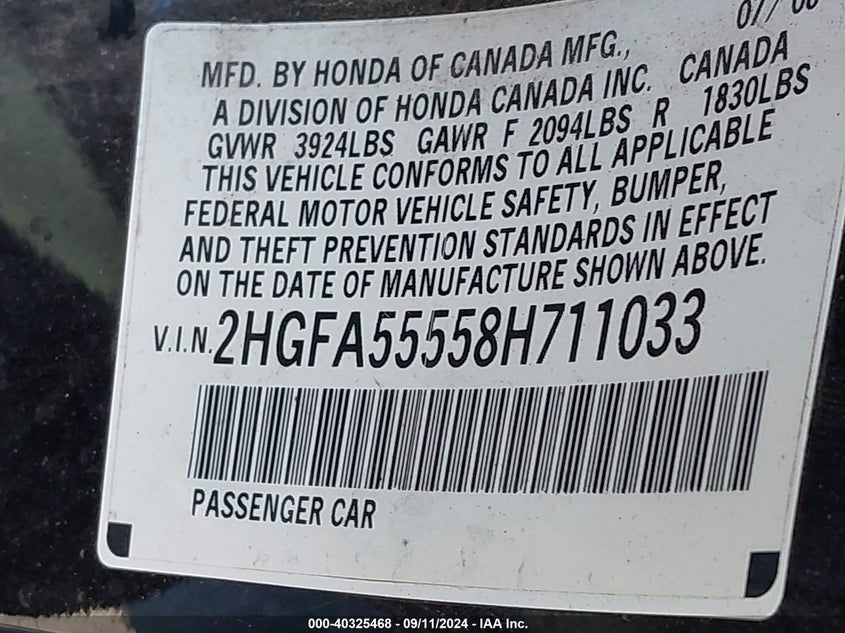 07/08
MFD. BY HONDA OF CANADA MFG.,
A DIVISION OF HONDA CANADA INC. CANADA
GVWR 3924LBS GAWR F 2094LBS R 1830LBS
THIS VEHICLE CONFORMS TO ALL APPLICABLE
FEDERAL MOTOR VEHICLE SAFETY, BUMPER,
AND THEFT PREVENTION STANDARDS IN EFFECT
ON THE DATE OF MANUFACTURE SHOWN ABOVE.
V.I.N. 2HGFA55558H711033
PASSENGER CAR
000-40325468 - 09/11/2024 - IAA Inc.